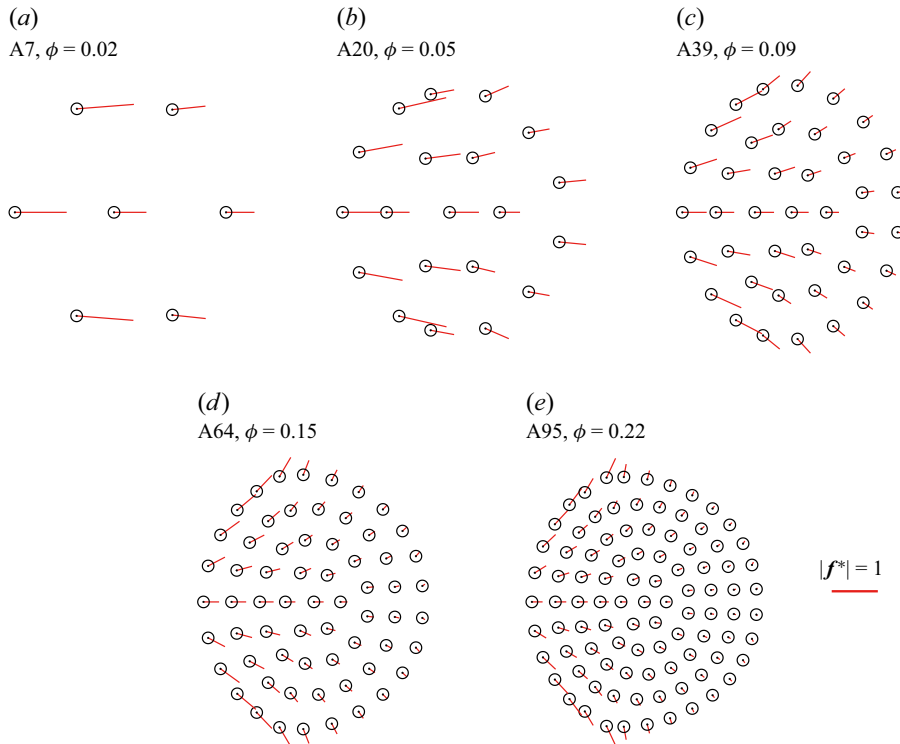 (a)
A7, ϕ = 0.02
(b)
A20, ϕ = 0.05
(c)
A39, ϕ = 0.09
(d)
A64, ϕ = 0.15
(e)
A95, ϕ = 0.22
|f*| = 1